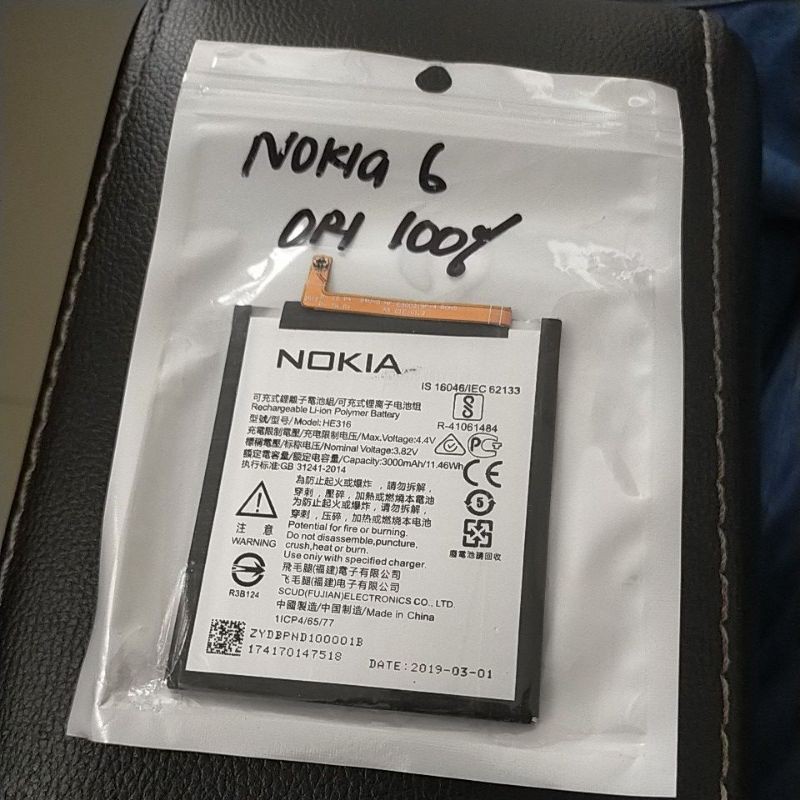 NOKIA 6
ORI 100%
NOKIA
IS 16046/IEC 62133
可充式鋰離子電池組/可充式锂离子电池组
Rechargeable Li-ion Polymer Battery
R-41061484
型號/型号/Model: HE316
充電限制電壓/充电限制电压/Max.Voltage:4.4V
標稱電壓/标称电压/Nominal Voltage:3.82V
額定電容量/额定电容量/Capacity:3000mAh/11.46Wh
执行标准:GB 31241-2014
為防止起火或爆炸，請勿拆解，
穿刺，壓碎，加熱或燃燒本電池
为防止起火或爆炸，请勿拆解，
穿刺，压碎，加热或燃烧本电池
注 意
WARNING
Potential for fire or burning.
Do not disassemble,puncture,
crush,heat or burn.
Use only with specified charger.
5
廢電池請回收
R3B124
飛毛腿(福建)電子有限公司
飞毛腿(福建)电子有限公司
SCUD(FUJIAN)ELECTRONICS CO., LTD.
中國製造/中国制造/Made in China
1ICP4/65/77
ZYDBPND100001B
174170147518
DATE:2019-03-01